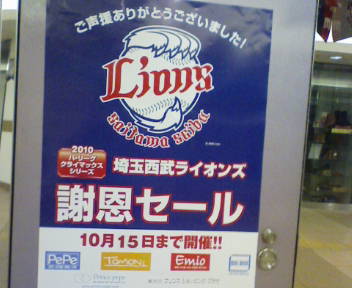 ご声援ありがとうございました!
Lions
saitama seibu
2010
パ・リーグ
クライマックス
シリーズ
埼玉西武ライオンズ
謝恩セール
10月15日まで開催!!
PePe
TOMONY
Emio
Prince pepe